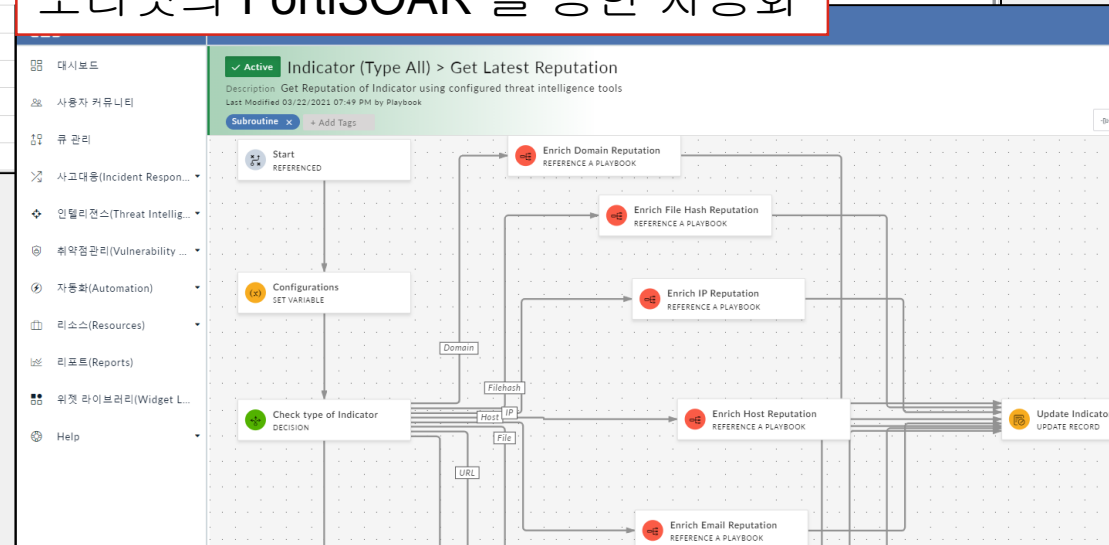 포티넷의 FortiSOAR 를 통한 자동화
대시보드
사용자 커뮤니티
큐 관리
사고대응(Incident Respon...
인텔리전스(Threat Intellig...
취약점관리(Vulnerability ...
자동화(Automation)
리소스(Resources)
리포트(Reports)
위젯 라이브러리(Widget L...
Help
Active Indicator (Type All) > Get Latest Reputation
Description Get Reputation of Indicator using configured threat intelligence tools
Last Modified 03/22/2021 07:49 PM by Playbook
Subroutine × + Add Tags
Start
REFERENCED
Enrich Domain Reputation
REFERENCE A PLAYBOOK
Enrich File Hash Reputation
REFERENCE A PLAYBOOK
Configurations
SET VARIABLE
Enrich IP Reputation
REFERENCE A PLAYBOOK
Domain
Filehash
IP
Host
File
URL
Check type of Indicator
DECISION
Enrich Host Reputation
REFERENCE A PLAYBOOK
Update Indicato
UPDATE RECORD
Enrich Email Reputation
REFERENCE A PLAYBOOK